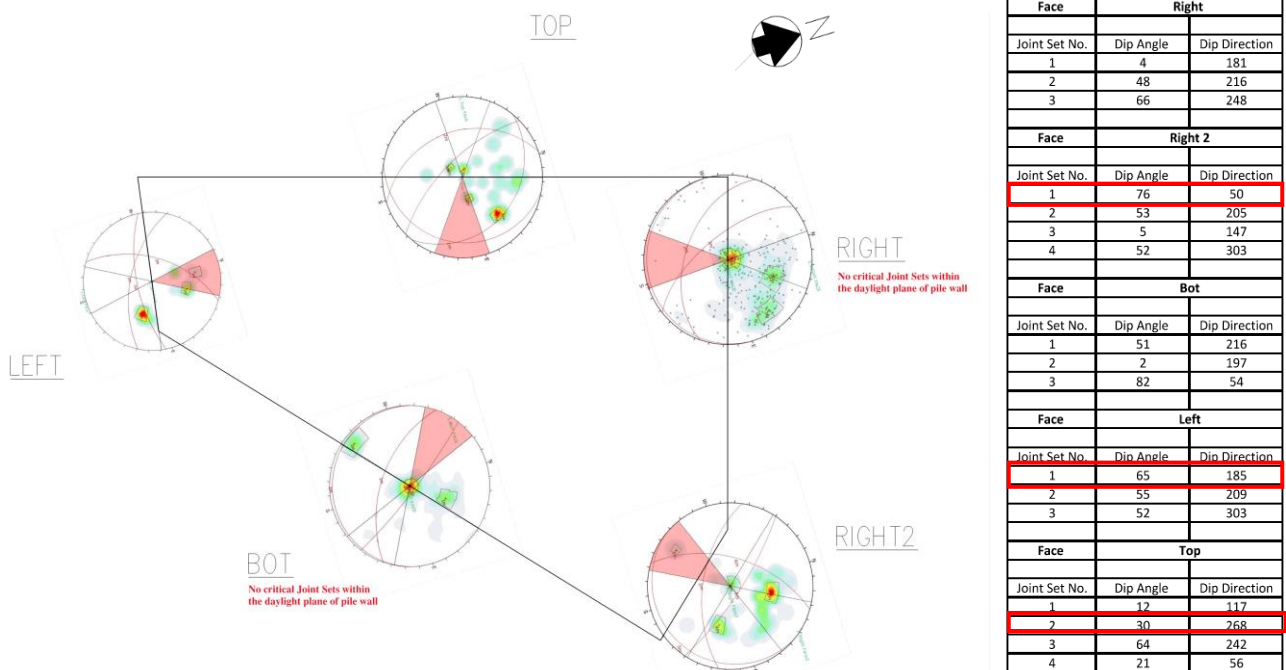 TOP
N
RIGHT
No critical Joint Sets within
the daylight plane of pile wall
LEFT
BOT
No critical Joint Sets within
the daylight plane of pile wall
RIGHT2
Face Right
Joint Set No. Dip Angle Dip Direction
1 4 181
2 48 216
3 66 248
Face Right 2
Joint Set No. Dip Angle Dip Direction
1 76 50
2 53 205
3 5 147
4 52 303
Face Bot
Joint Set No. Dip Angle Dip Direction
1 51 216
2 2 197
3 82 54
Face Left
Joint Set No. Dip Angle Dip Direction
1 65 185
2 55 209
3 52 303
Face Top
Joint Set No. Dip Angle Dip Direction
1 12 117
2 30 268
3 64 242
4 21 56